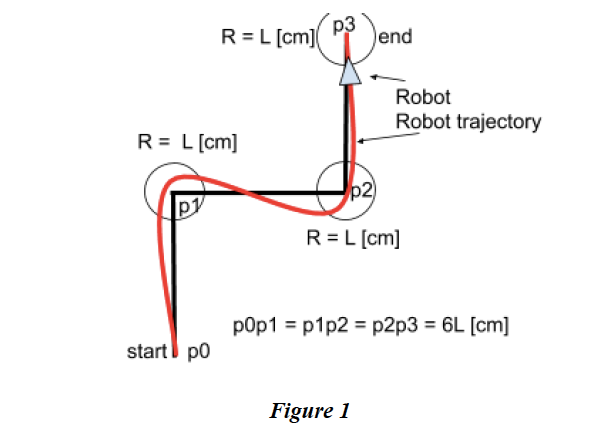 R = L [cm]
p3
end
Robot
Robot trajectory
R = L [cm]
p1
p2
R = L [cm]
p0p1 = p1p2 = p2p3 = 6L [cm]
start
p0
Figure 1